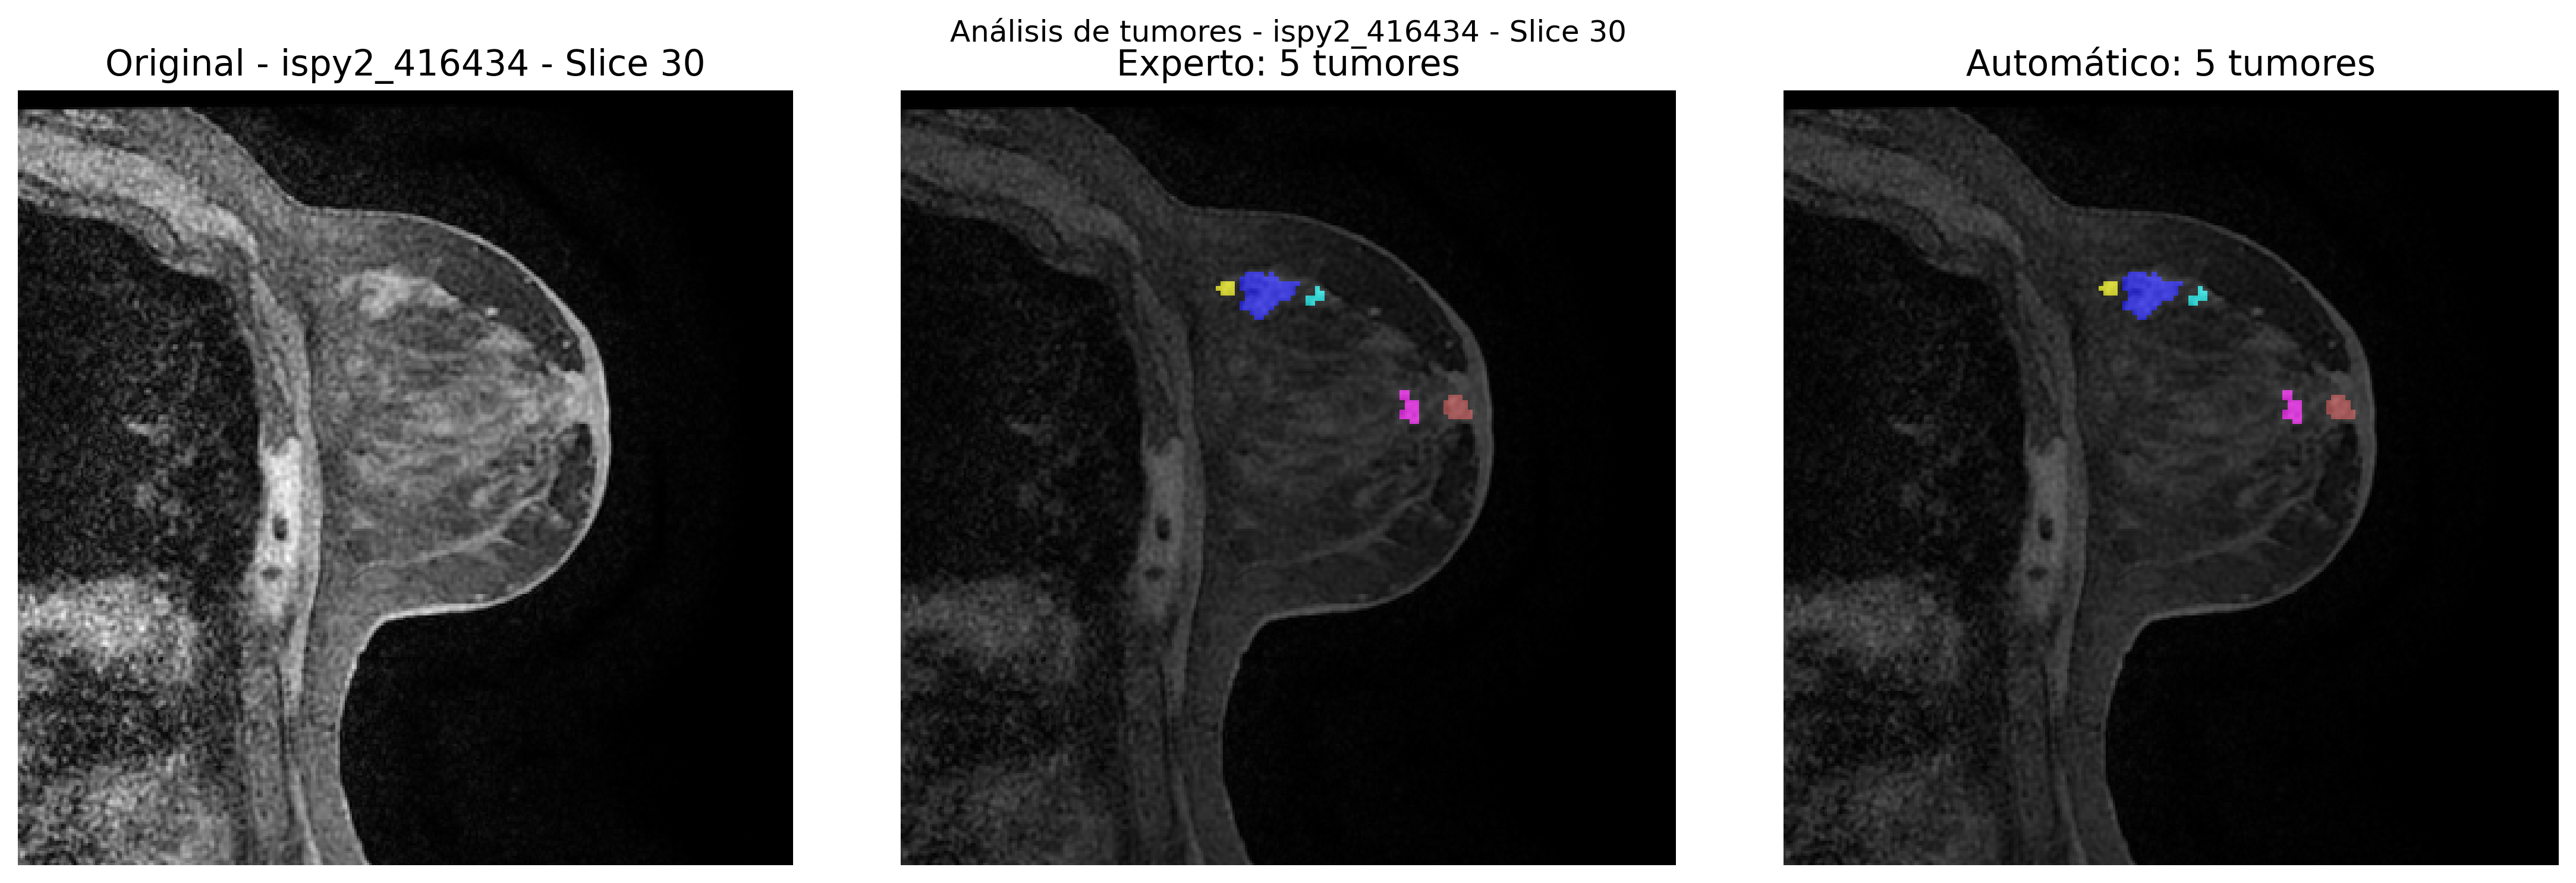 Análisis de tumores - ispy2_416434 - Slice 30
Original - ispy2_416434 - Slice 30
Experto: 5 tumores
Automático: 5 tumores